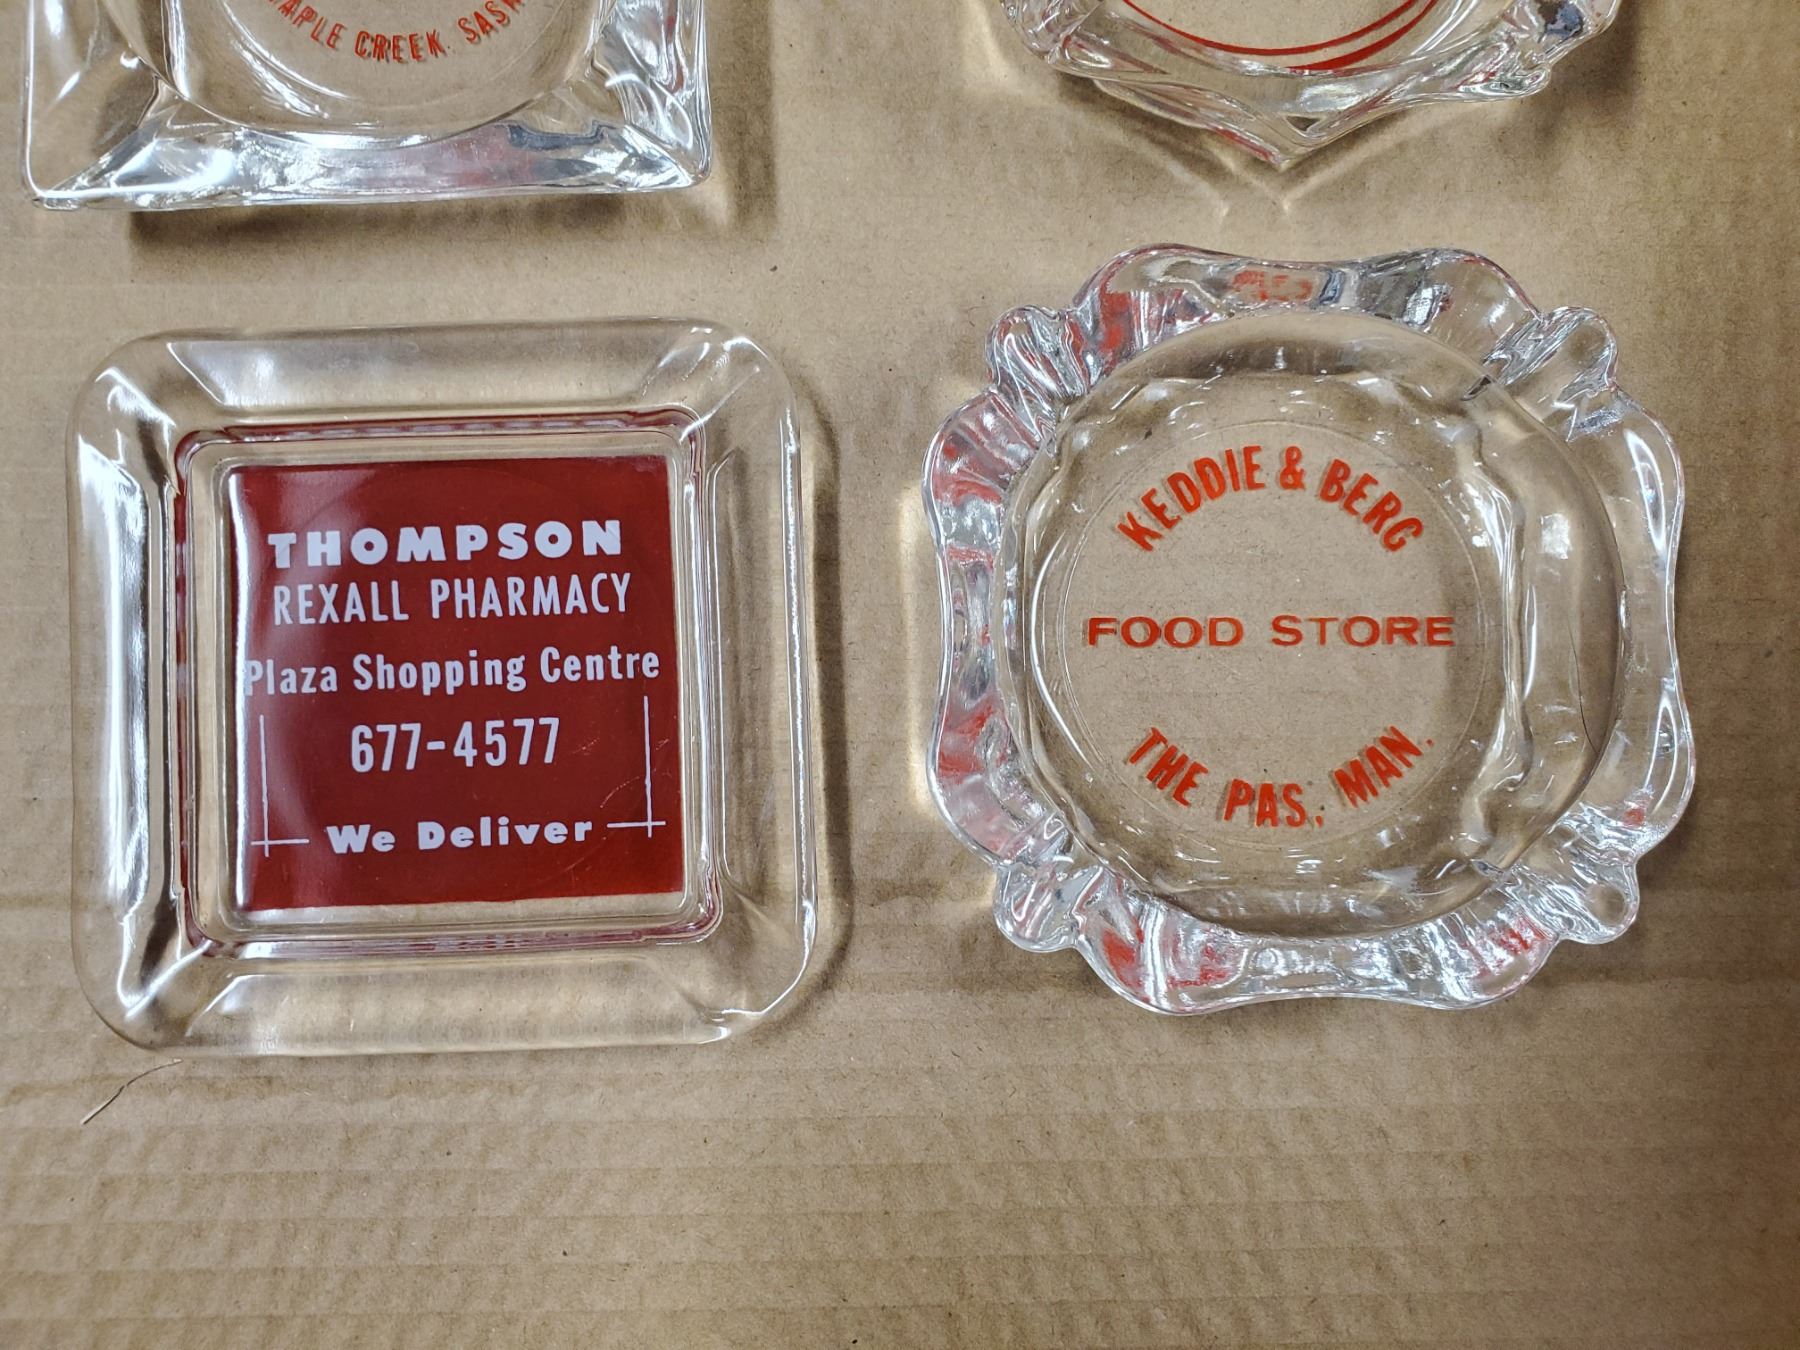 MAPLE CREEK. SASK
THOMPSON
REXALL PHARMACY
Plaza Shopping Centre
677-4577
We Deliver
KEDDIE & BERG
FOOD STORE
THE PAS, MAN.